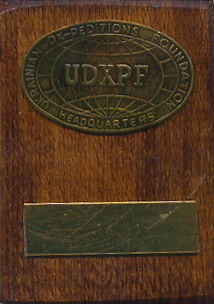 UKRAINIAN DX-PEDITIONS FOUNDATION
UDXPF
HEADQUARTERS